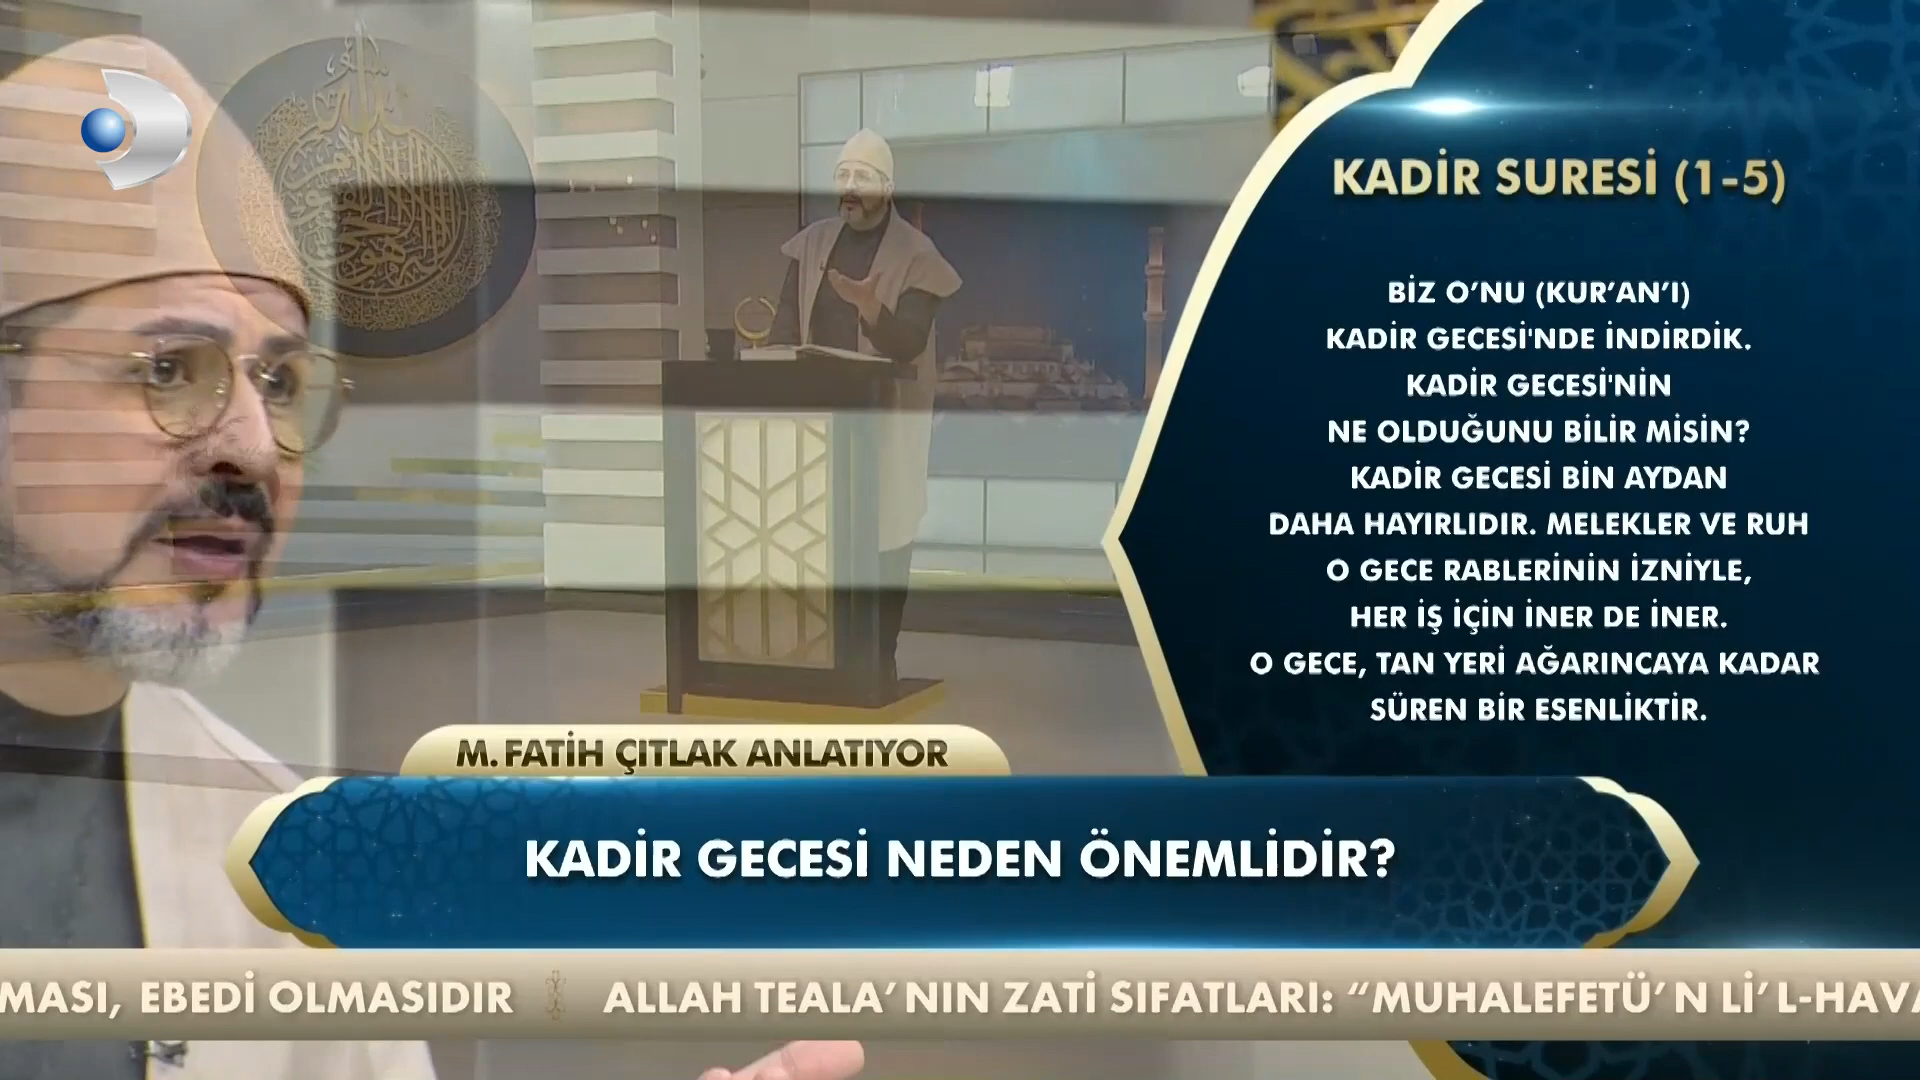 KADİR SURESİ (1-5)
BİZ O’NU (KUR’AN’I)
KADİR GECESİ'NDE İNDİRDİK.
KADİR GECESİ'NİN
NE OLDUĞUNU BİLİR MİSİN?
KADİR GECESİ BİN AYDAN
DAHA HAYIRLIDIR. MELEKLER VE RUH
O GECE RABLERİNİN İZNİYLE,
HER İŞ İÇİN İNER DE İNER.
O GECE, TAN YERİ AĞARINCAYA KADAR
SÜREN BİR ESENLİKTİR.
M. FATİH ÇITLAK ANLATIYOR
KADİR GECESİ NEDEN ÖNEMLİDİR?
MASI, EBEDİ OLMASIDIR ALLAH TEALA’NIN ZATİ SIFATLARI: “MUHALEFETÜ’N Lİ’L-HAVA